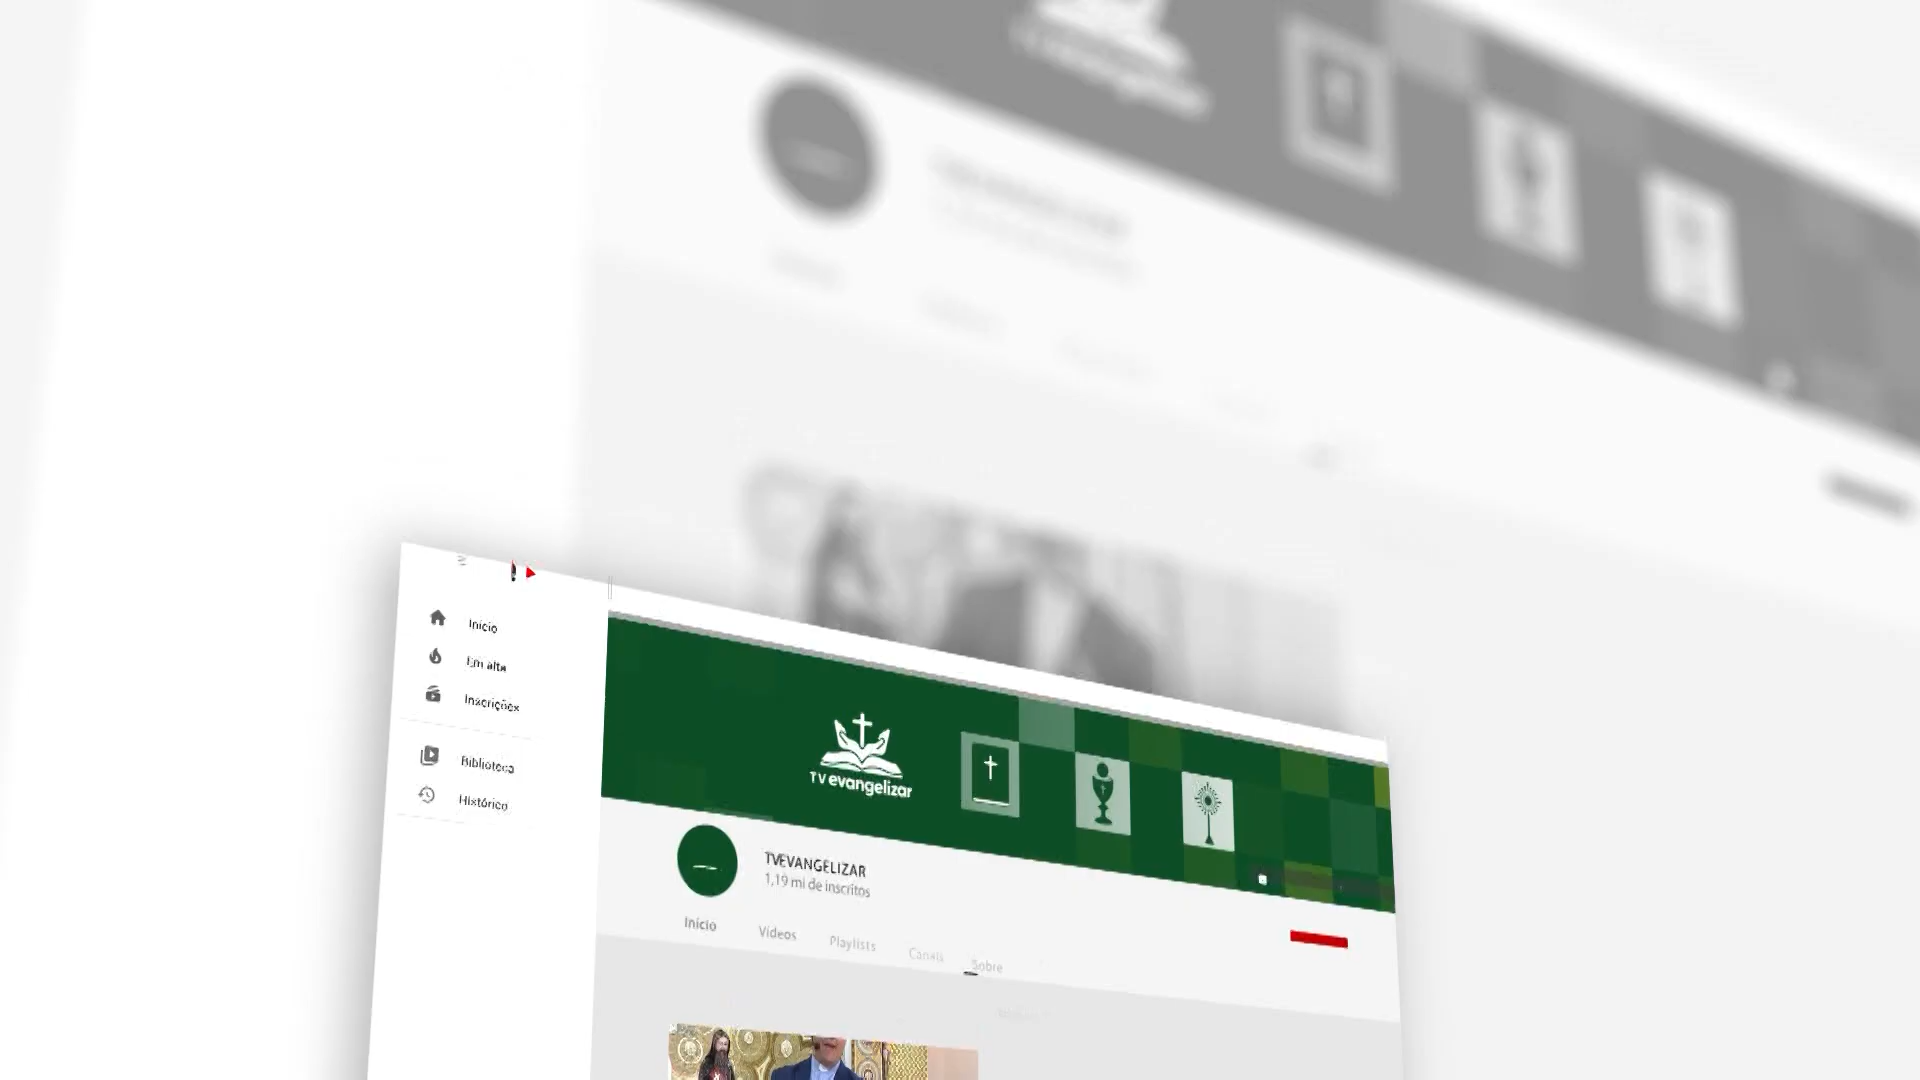 Início
Em alta
Inscrições
Biblioteca
Histórico
TV evangelizar
TVEVANGELIZAR
1,19 mi de inscritos
Início
Vídeos
Playlists
Canais
Sobre